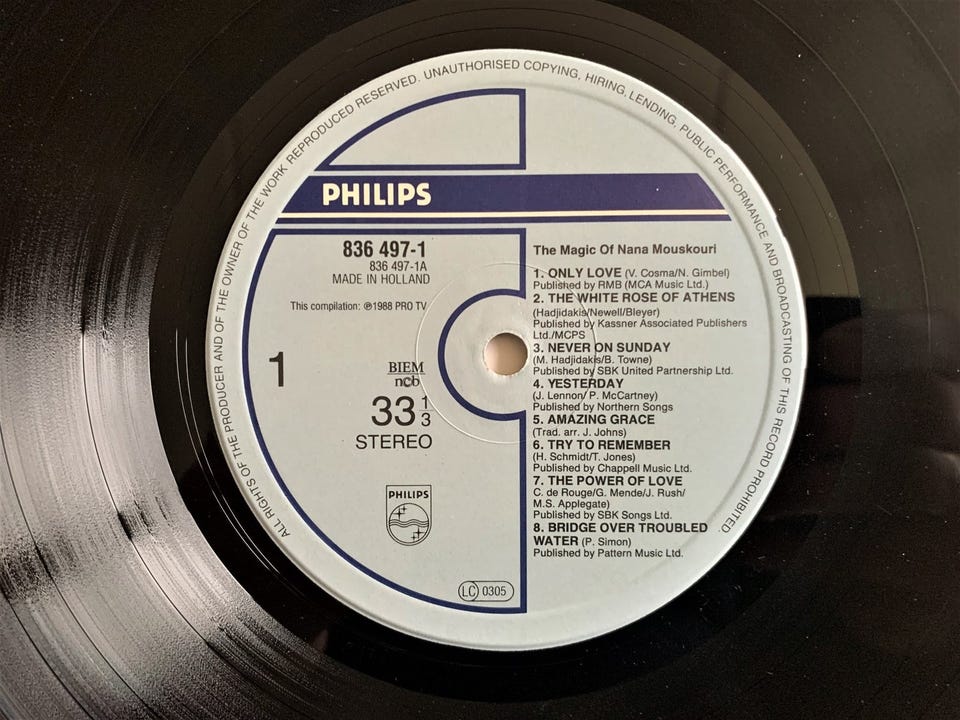 ALL RIGHTS OF THE PRODUCER AND OF THE OWNER OF THE WORK REPRODUCED RESERVED. UNAUTHORISED COPYING, HIRING, LENDING, PUBLIC PERFORMANCE AND BROADCASTING OF THIS RECORD PROHIBITED.
PHILIPS
836 497-1
836 497-1A
MADE IN HOLLAND
This compilation: ℗1988 PRO TV
1
BIEM
ncb
33 1/3
STEREO
PHILIPS
LC 0305
The Magic Of Nana Mouskouri
1. ONLY LOVE (V. Cosma/N. Gimbel)
Published by RMB (MCA Music Ltd.)
2. THE WHITE ROSE OF ATHENS
(Hadjidakis/Newell/Bleyer)
Published by Kassner Associated Publishers
Ltd./MCPS
3. NEVER ON SUNDAY
(M. Hadjidakis/B. Towne)
Published by SBK United Partnership Ltd.
4. YESTERDAY
(J. Lennon/ P. McCartney)
Published by Northern Songs
5. AMAZING GRACE
(Trad. arr. J. Johns)
6. TRY TO REMEMBER
(H. Schmidt/T. Jones)
Published by Chappell Music Ltd.
7. THE POWER OF LOVE
C. de Rouge/G. Mende/J. Rush/
M.S. Applegate)
Published by SBK Songs Ltd.
8. BRIDGE OVER TROUBLED
WATER (P. Simon)
Published by Pattern Music Ltd.